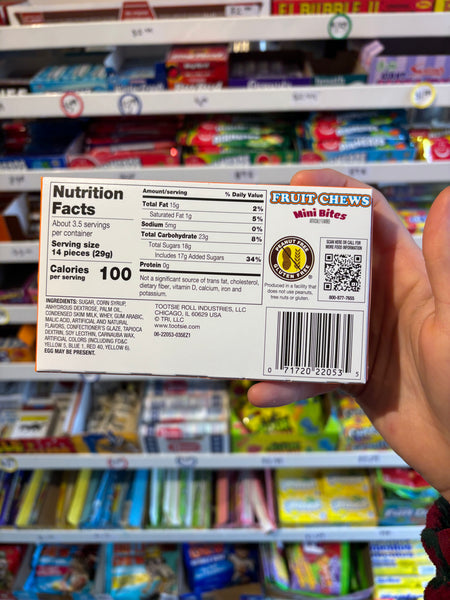 EL BUBBLE
Nutrition
Facts
About 3.5 servings
per container
Serving size
14 pieces (29g)
Calories
per serving 100
Amount/serving % Daily Value
Total Fat 15g 2%
Saturated Fat 1g 5%
Sodium 5mg 0%
Total Carbohydrate 23g 8%
Total Sugars 18g
Includes 17g Added Sugars 34%
Protein 0g
Not a significant source of trans fat, cholesterol,
dietary fiber, vitamin D, calcium, iron and
potassium.
INGREDIENTS: SUGAR, CORN SYRUP,
ANHYDROUS DEXTROSE, PALM OIL,
CONDENSED SKIM MILK, WHEY, GUM ARABIC,
MALIC ACID, ARTIFICIAL AND NATURAL
FLAVORS, CONFECTIONER'S GLAZE, TAPIOCA
DEXTRIN, SOY LECITHIN, CARNAUBA WAX,
ARTIFICIAL COLORS (INCLUDING FD&C
YELLOW 5, BLUE 1, RED 40, YELLOW 6).
EGG MAY BE PRESENT.
TOOTSIE ROLL INDUSTRIES, LLC
CHICAGO, IL 60629 USA
© TRI, LLC
www.tootsie.com
06-22053-03SEZ1
FRUIT CHEWS
Mini Bites
PEANUT FREE
GLUTEN FREE
Produced in a facility that
does not use peanuts,
tree nuts or gluten.
SCAN HERE OR CALL FOR
MORE FOOD INFORMATION
800-877-7655
0 71720 22053 5